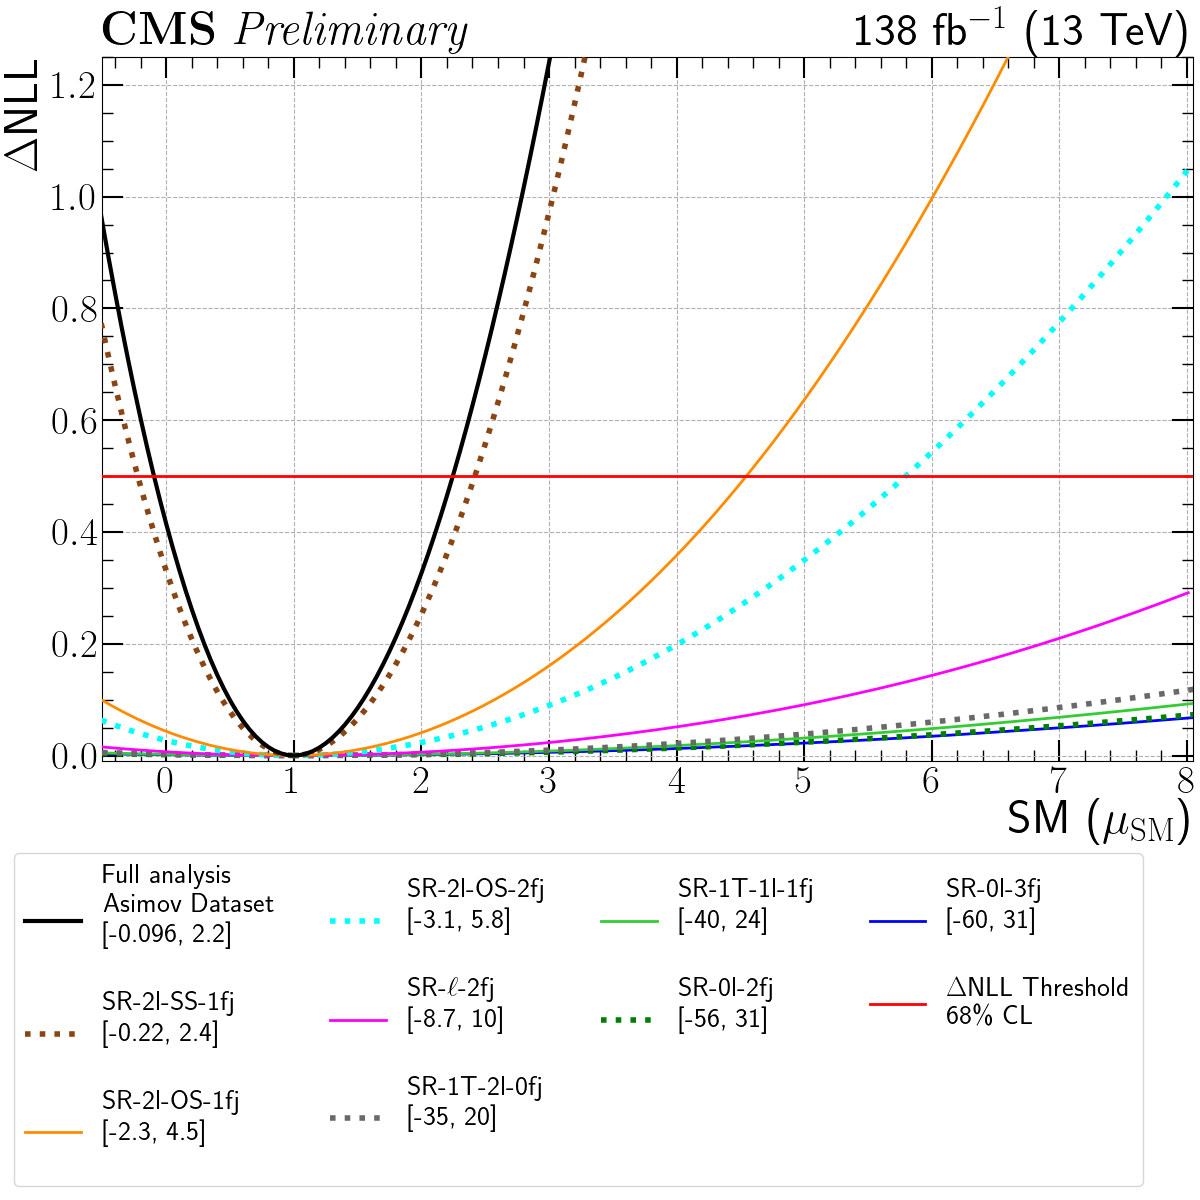 CMS Preliminary
138 fb⁻¹ (13 TeV)
ΔNLL
1.2
1.0
0.8
0.6
0.4
0.2
0.0
0 1 2 3 4 5 6 7 8
SM (μ_SM)
Full analysis
Asimov Dataset
[-0.096, 2.2]
SR-2l-SS-1fj
[-0.22, 2.4]
SR-2l-OS-1fj
[-2.3, 4.5]
SR-2l-OS-2fj
[-3.1, 5.8]
SR-ℓ-2fj
[-8.7, 10]
SR-1T-2l-0fj
[-35, 20]
SR-1T-1l-1fj
[-40, 24]
SR-0l-2fj
[-56, 31]
SR-0l-3fj
[-60, 31]
ΔNLL Threshold
68% CL